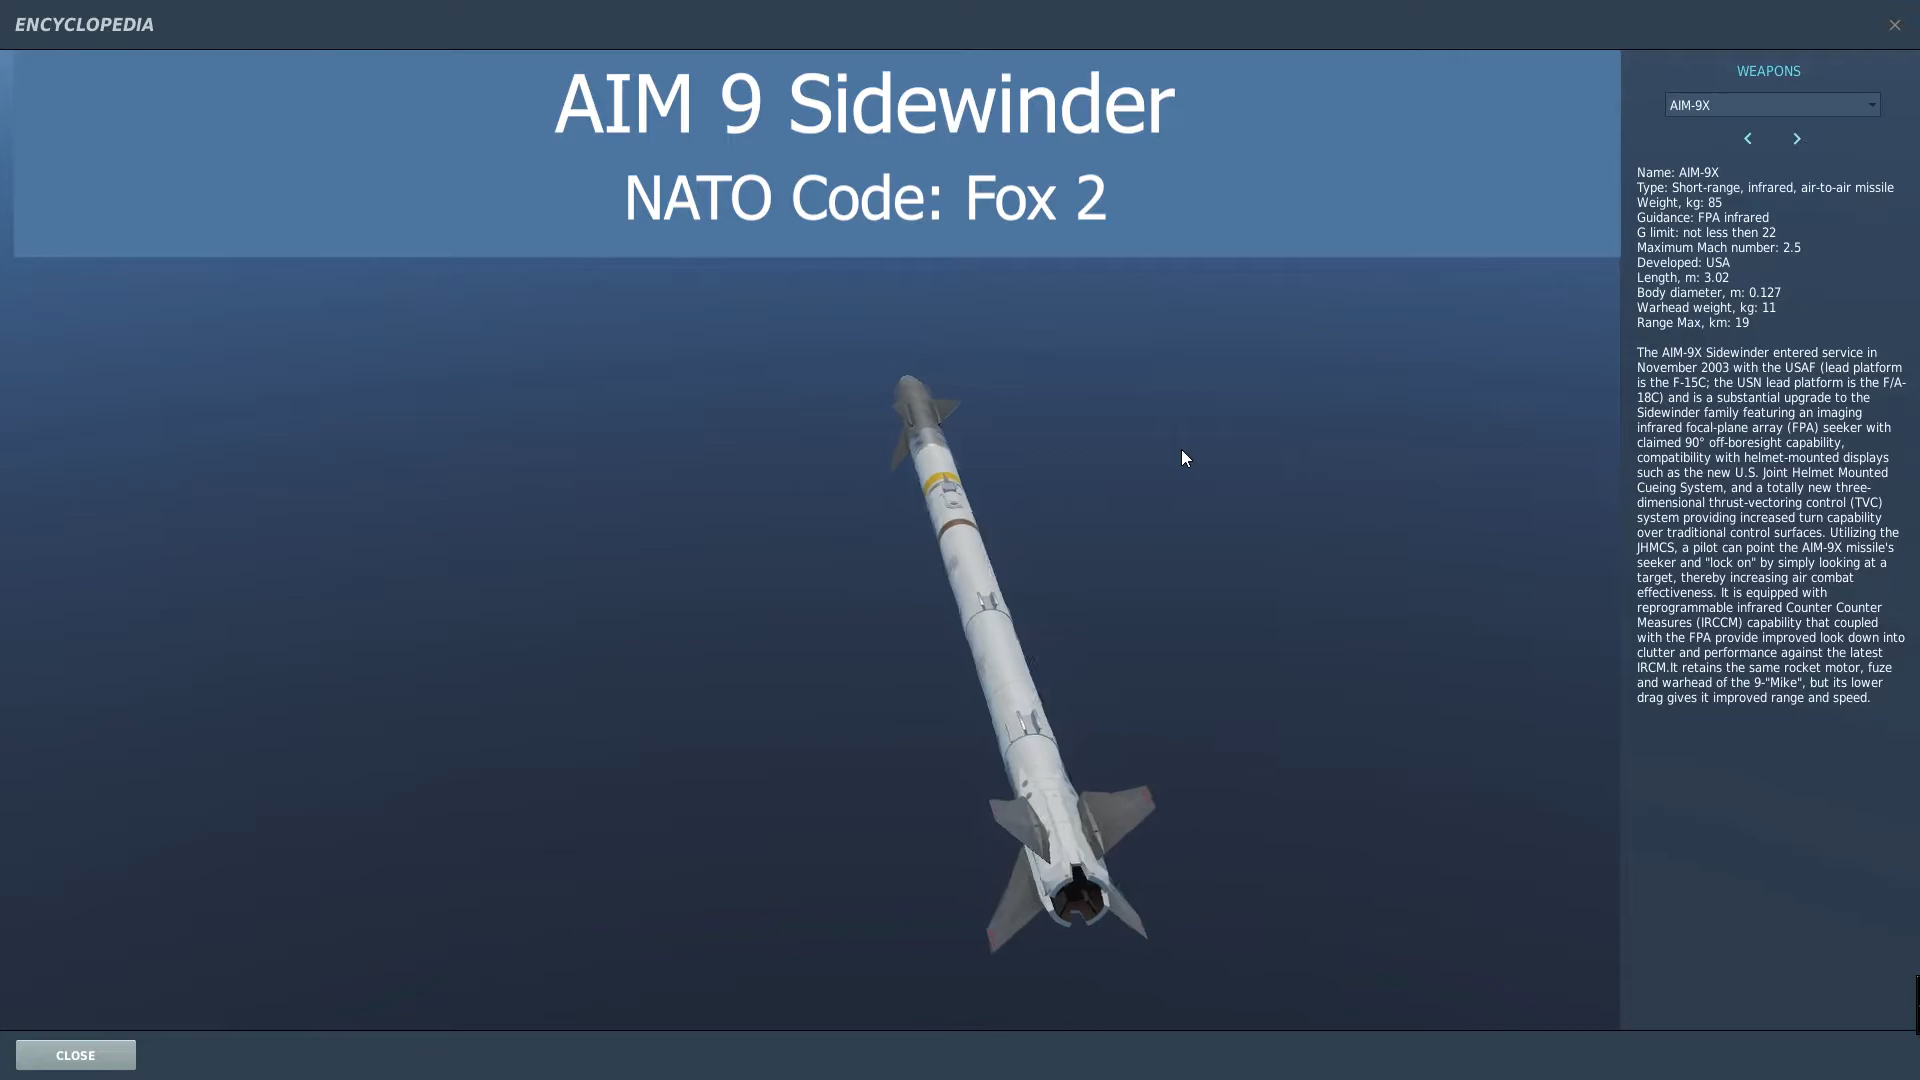 ENCYCLOPEDIA
AIM 9 Sidewinder
NATO Code: Fox 2
WEAPONS
AIM-9X
Name: AIM-9X
Type: Short-range, infrared, air-to-air missile
Weight, kg: 85
Guidance: FPA infrared
G limit: not less then 22
Maximum Mach number: 2.5
Developed: USA
Length, m: 3.02
Body diameter, m: 0.127
Warhead weight, kg: 11
Range Max, km: 19
The AIM-9X Sidewinder entered service in
November 2003 with the USAF (lead platform
is the F-15C; the USN lead platform is the F/A-
18C) and is a substantial upgrade to the
Sidewinder family featuring an imaging
infrared focal-plane array (FPA) seeker with
claimed 90° off-boresight capability,
compatibility with helmet-mounted displays
such as the new U.S. Joint Helmet Mounted
Cueing System, and a totally new three-
dimensional thrust-vectoring control (TVC)
system providing increased turn capability
over traditional control surfaces. Utilizing the
JHMCS, a pilot can point the AIM-9X missile's
seeker and "lock on" by simply looking at a
target, thereby increasing air combat
effectiveness. It is equipped with
reprogrammable infrared Counter Counter
Measures (IRCCM) capability that coupled
with the FPA provide improved look down into
clutter and performance against the latest
IRCM.It retains the same rocket motor, fuze
and warhead of the 9-"Mike", but its lower
drag gives it improved range and speed.
CLOSE